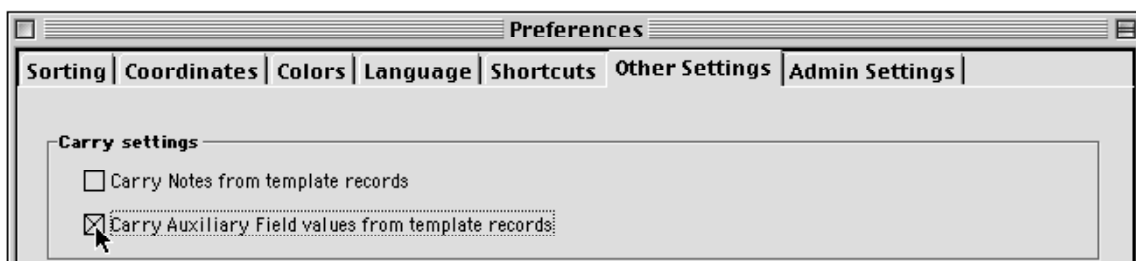 Preferences
Sorting Coordinates Colors Language Shortcuts Other Settings Admin Settings
Carry settings
Carry Notes from template records
Carry Auxiliary Field values from template records